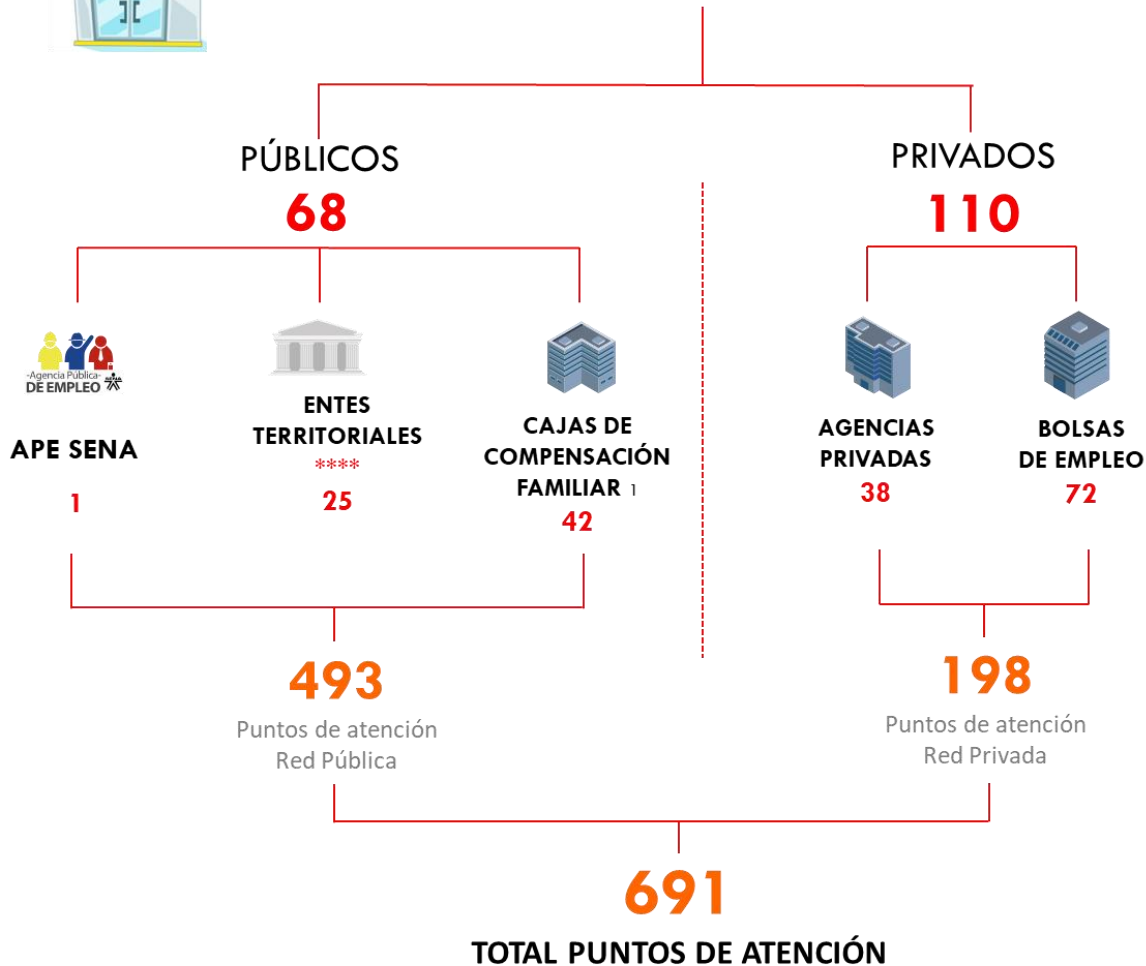 PÚBLICOS
68
PRIVADOS
110
-Agencia Pública-
DE EMPLEO
APE SENA
1
ENTES
TERRITORIALES
****
25
CAJAS DE
COMPENSACIÓN
FAMILIAR 1
42
AGENCIAS
PRIVADAS
38
BOLSAS
DE EMPLEO
72
493
Puntos de atención
Red Pública
198
Puntos de atención
Red Privada
691
TOTAL PUNTOS DE ATENCIÓN